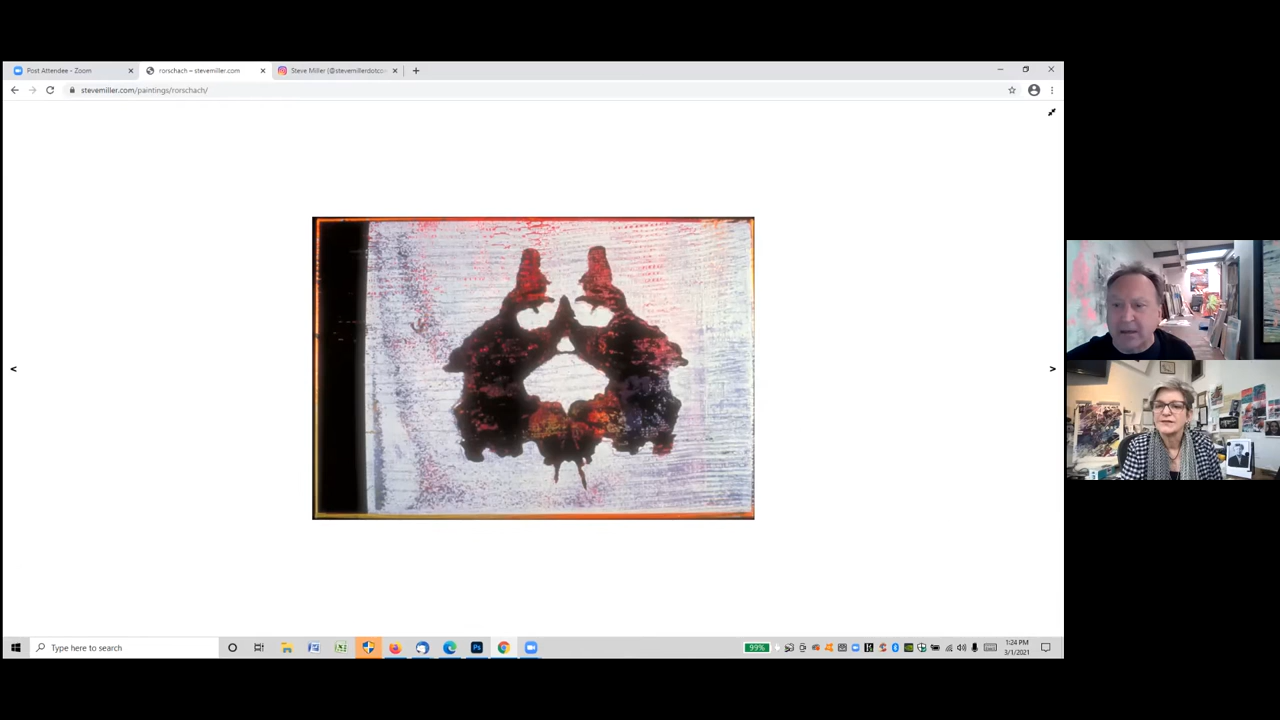 Post Attendee - Zoom
rorschach – stevemiller.com
Steve Miller (@stevemillerdotco
stevemiller.com/paintings/rorschach/
<
>
Type here to search
99%
1:24 PM
3/1/2021